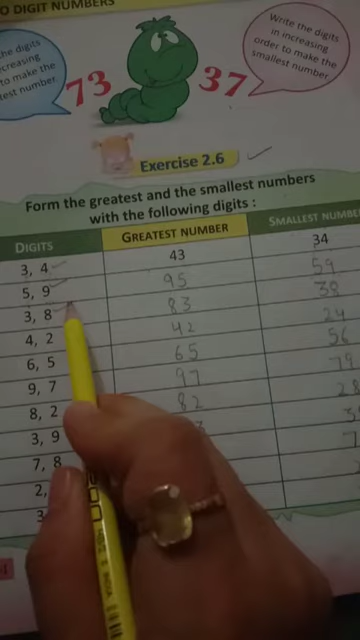 O DIGIT NUMBERS
he digits
creasing
to make the
test number
73
37
Write the digits
in increasing
order to make the
smallest number.
Exercise 2.6
Form the greatest and the smallest numbers
with the following digits :
DIGITS GREATEST NUMBER SMALLEST NUMBE
3, 4 43 34
5, 9 95 59
3, 8 83 38
4, 2 42 24
6, 5 65 56
9, 7 97 79
8, 2 82 28
3, 9
7, 8
2,
3